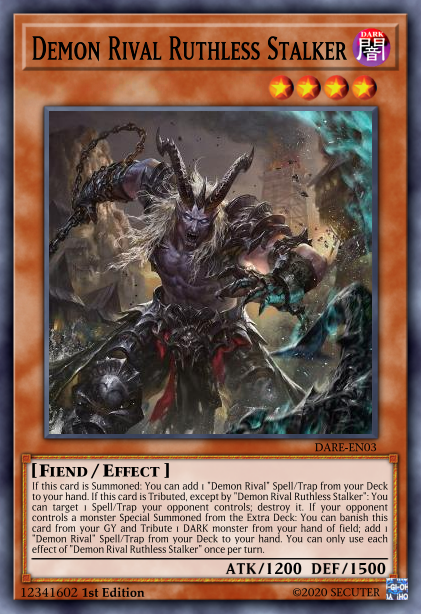 DEMON RIVAL RUTHLESS STALKER
DARK
闇
DARE-EN03
[FIEND / EFFECT ]
If this card is Summoned: You can add 1 "Demon Rival" Spell/Trap from your Deck
to your hand. If this card is Tributed, except by "Demon Rival Ruthless Stalker": You
can target 1 Spell/Trap your opponent controls; destroy it. If your opponent
controls a monster Special Summoned from the Extra Deck: You can banish this
card from your GY and Tribute 1 DARK monster from your hand of field; add 1
"Demon Rival" Spell/Trap from your Deck to your hand. You can only use each
effect of "Demon Rival Ruthless Stalker" once per turn.
ATK/1200 DEF/1500
12341602 1st Edition
©2020 SECUTER